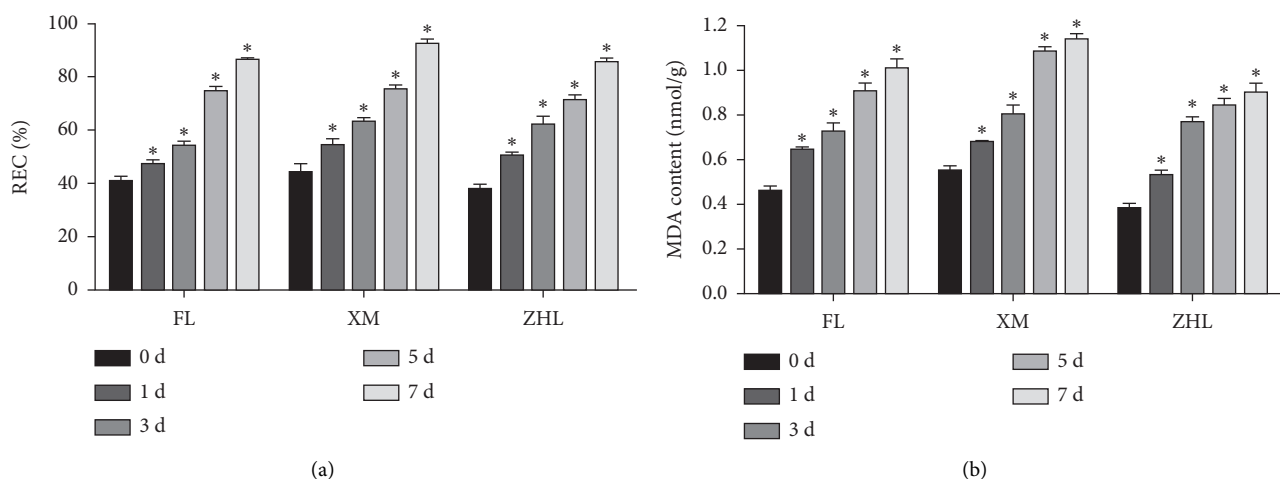 100
80
60
40
20
0
REC (%)
* * * *
* * * *
* * * *
FL XM ZHL
0 d 5 d
1 d 7 d
3 d
(a)
1.2
1.0
0.8
0.6
0.4
0.2
0.0
MDA content (nmol/g)
* * * *
* * * *
* * * *
FL XM ZHL
0 d 5 d
1 d 7 d
3 d
(b)